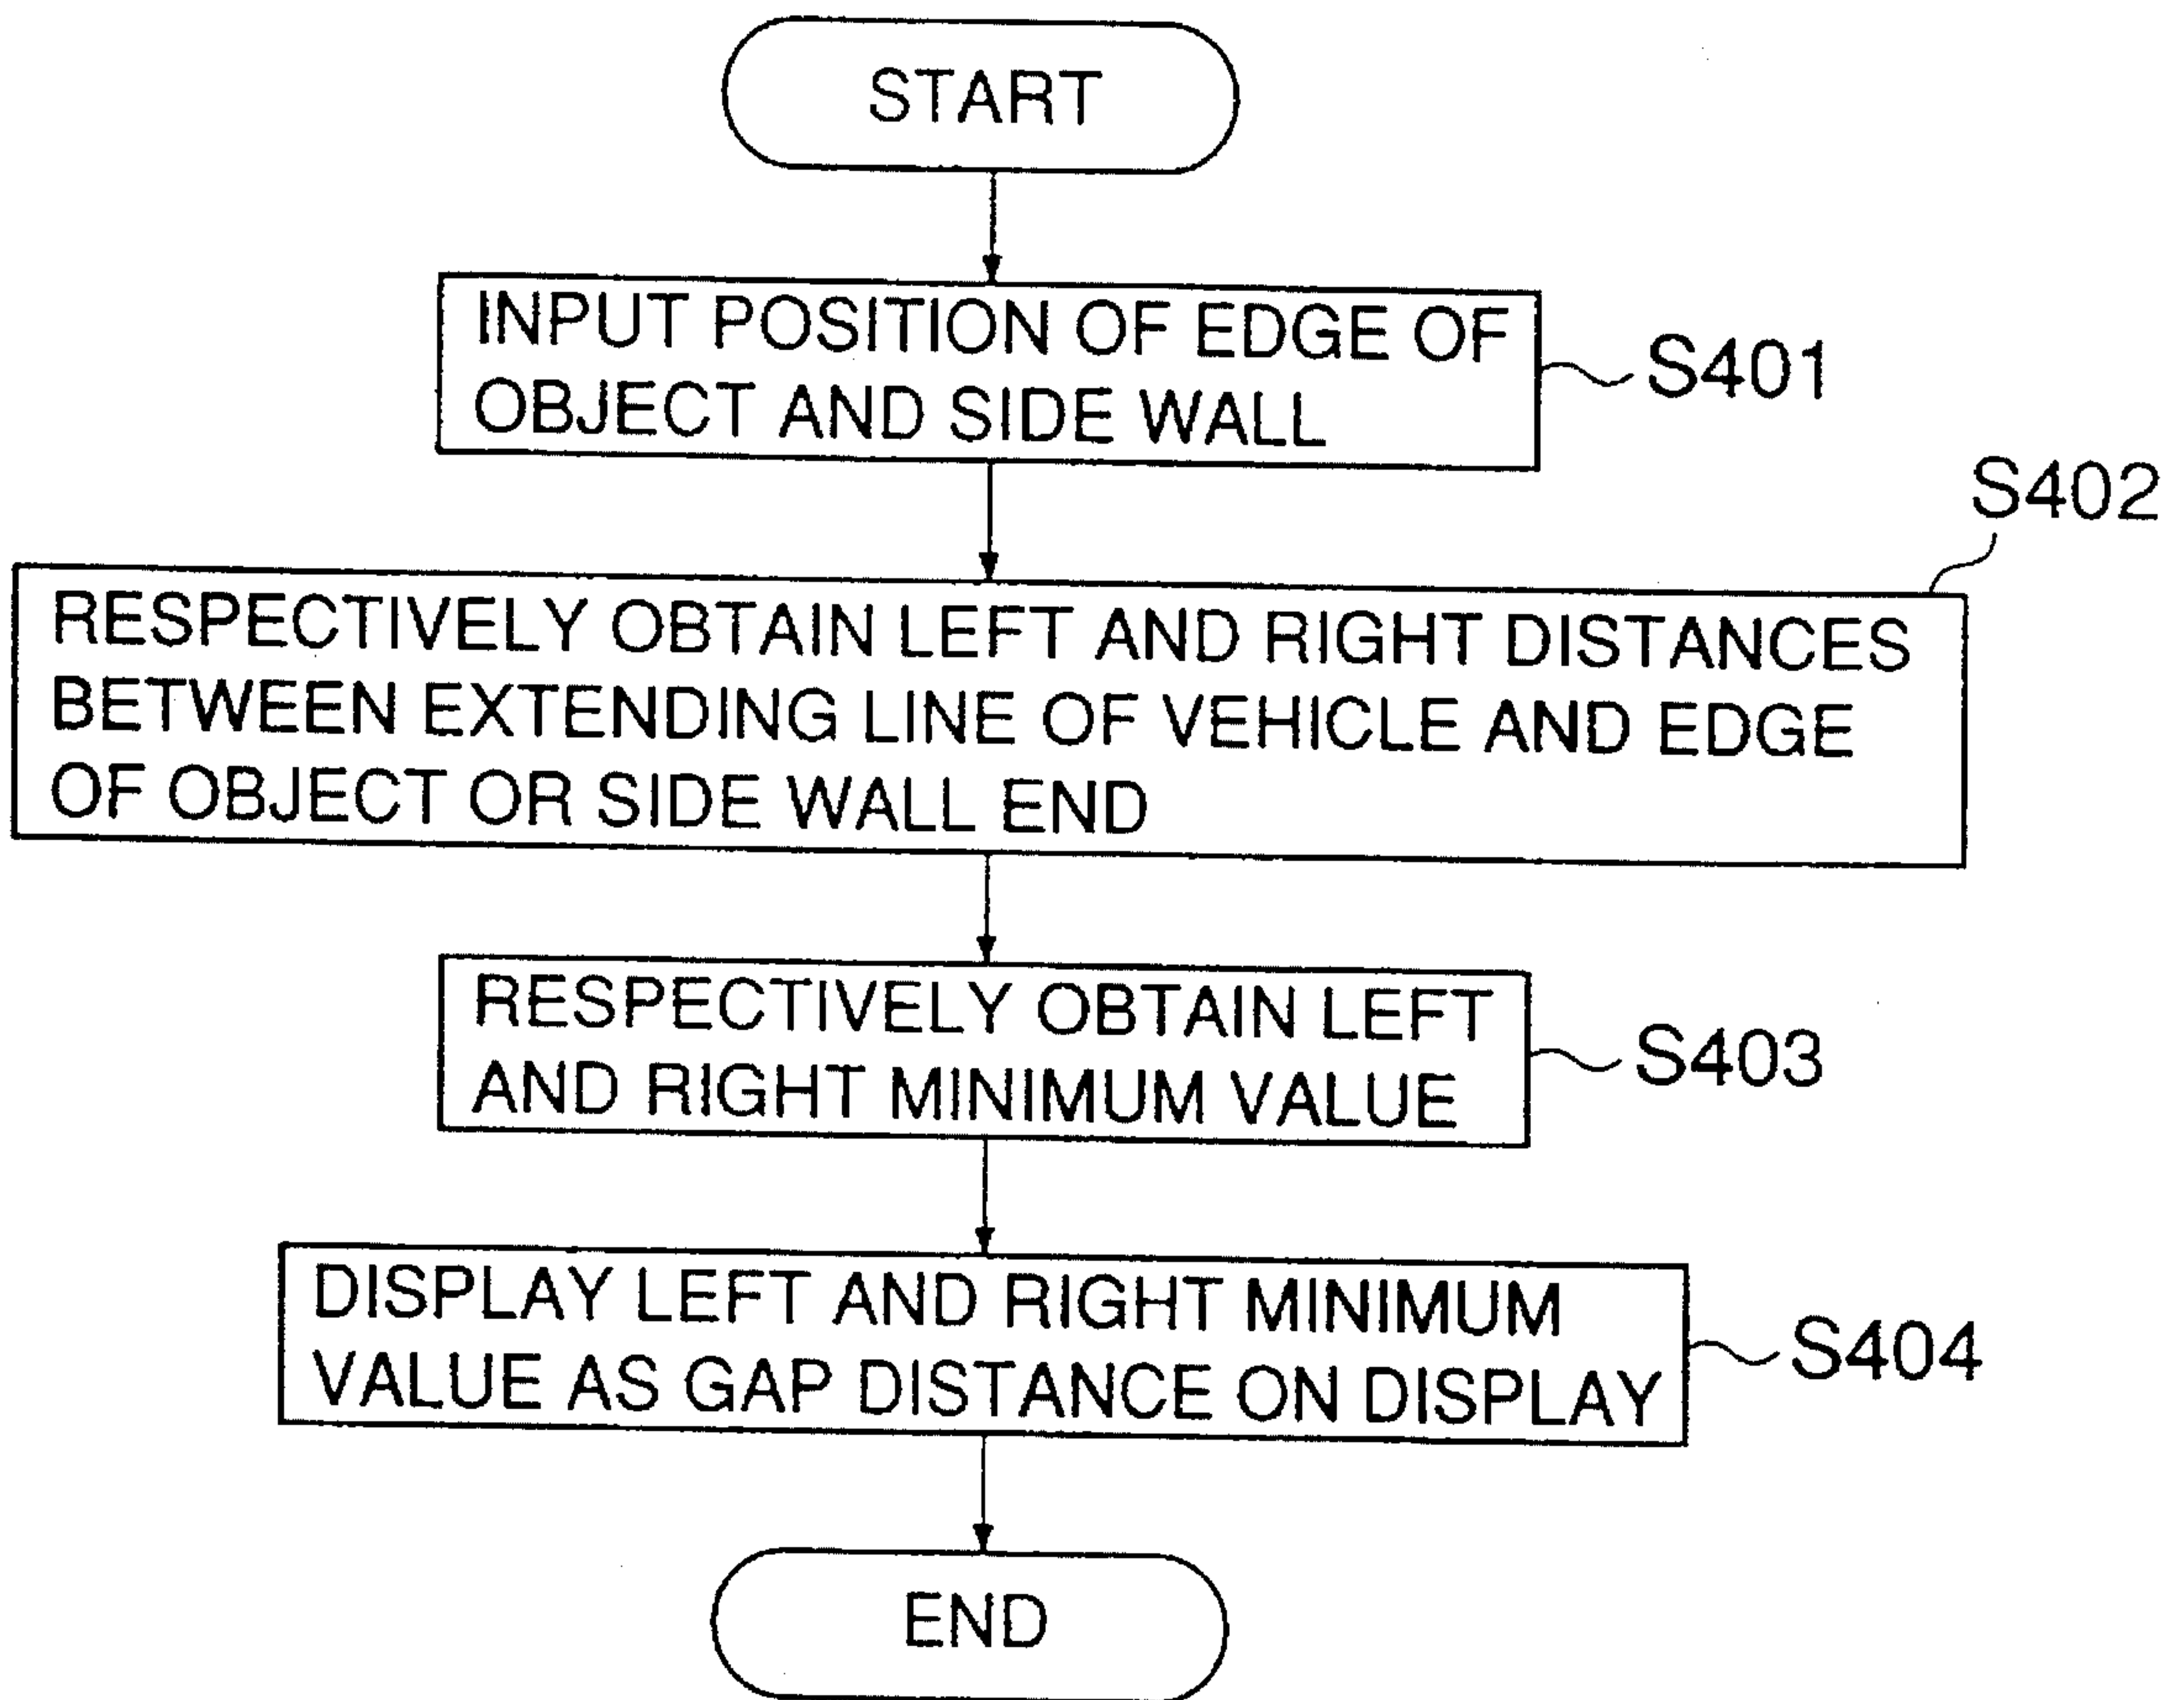 START
INPUT POSITION OF EDGE OF
OBJECT AND SIDE WALL
S401
S402
RESPECTIVELY OBTAIN LEFT AND RIGHT DISTANCES
BETWEEN EXTENDING LINE OF VEHICLE AND EDGE
OF OBJECT OR SIDE WALL END
RESPECTIVELY OBTAIN LEFT
AND RIGHT MINIMUM VALUE
S403
DISPLAY LEFT AND RIGHT MINIMUM
VALUE AS GAP DISTANCE ON DISPLAY
S404
END